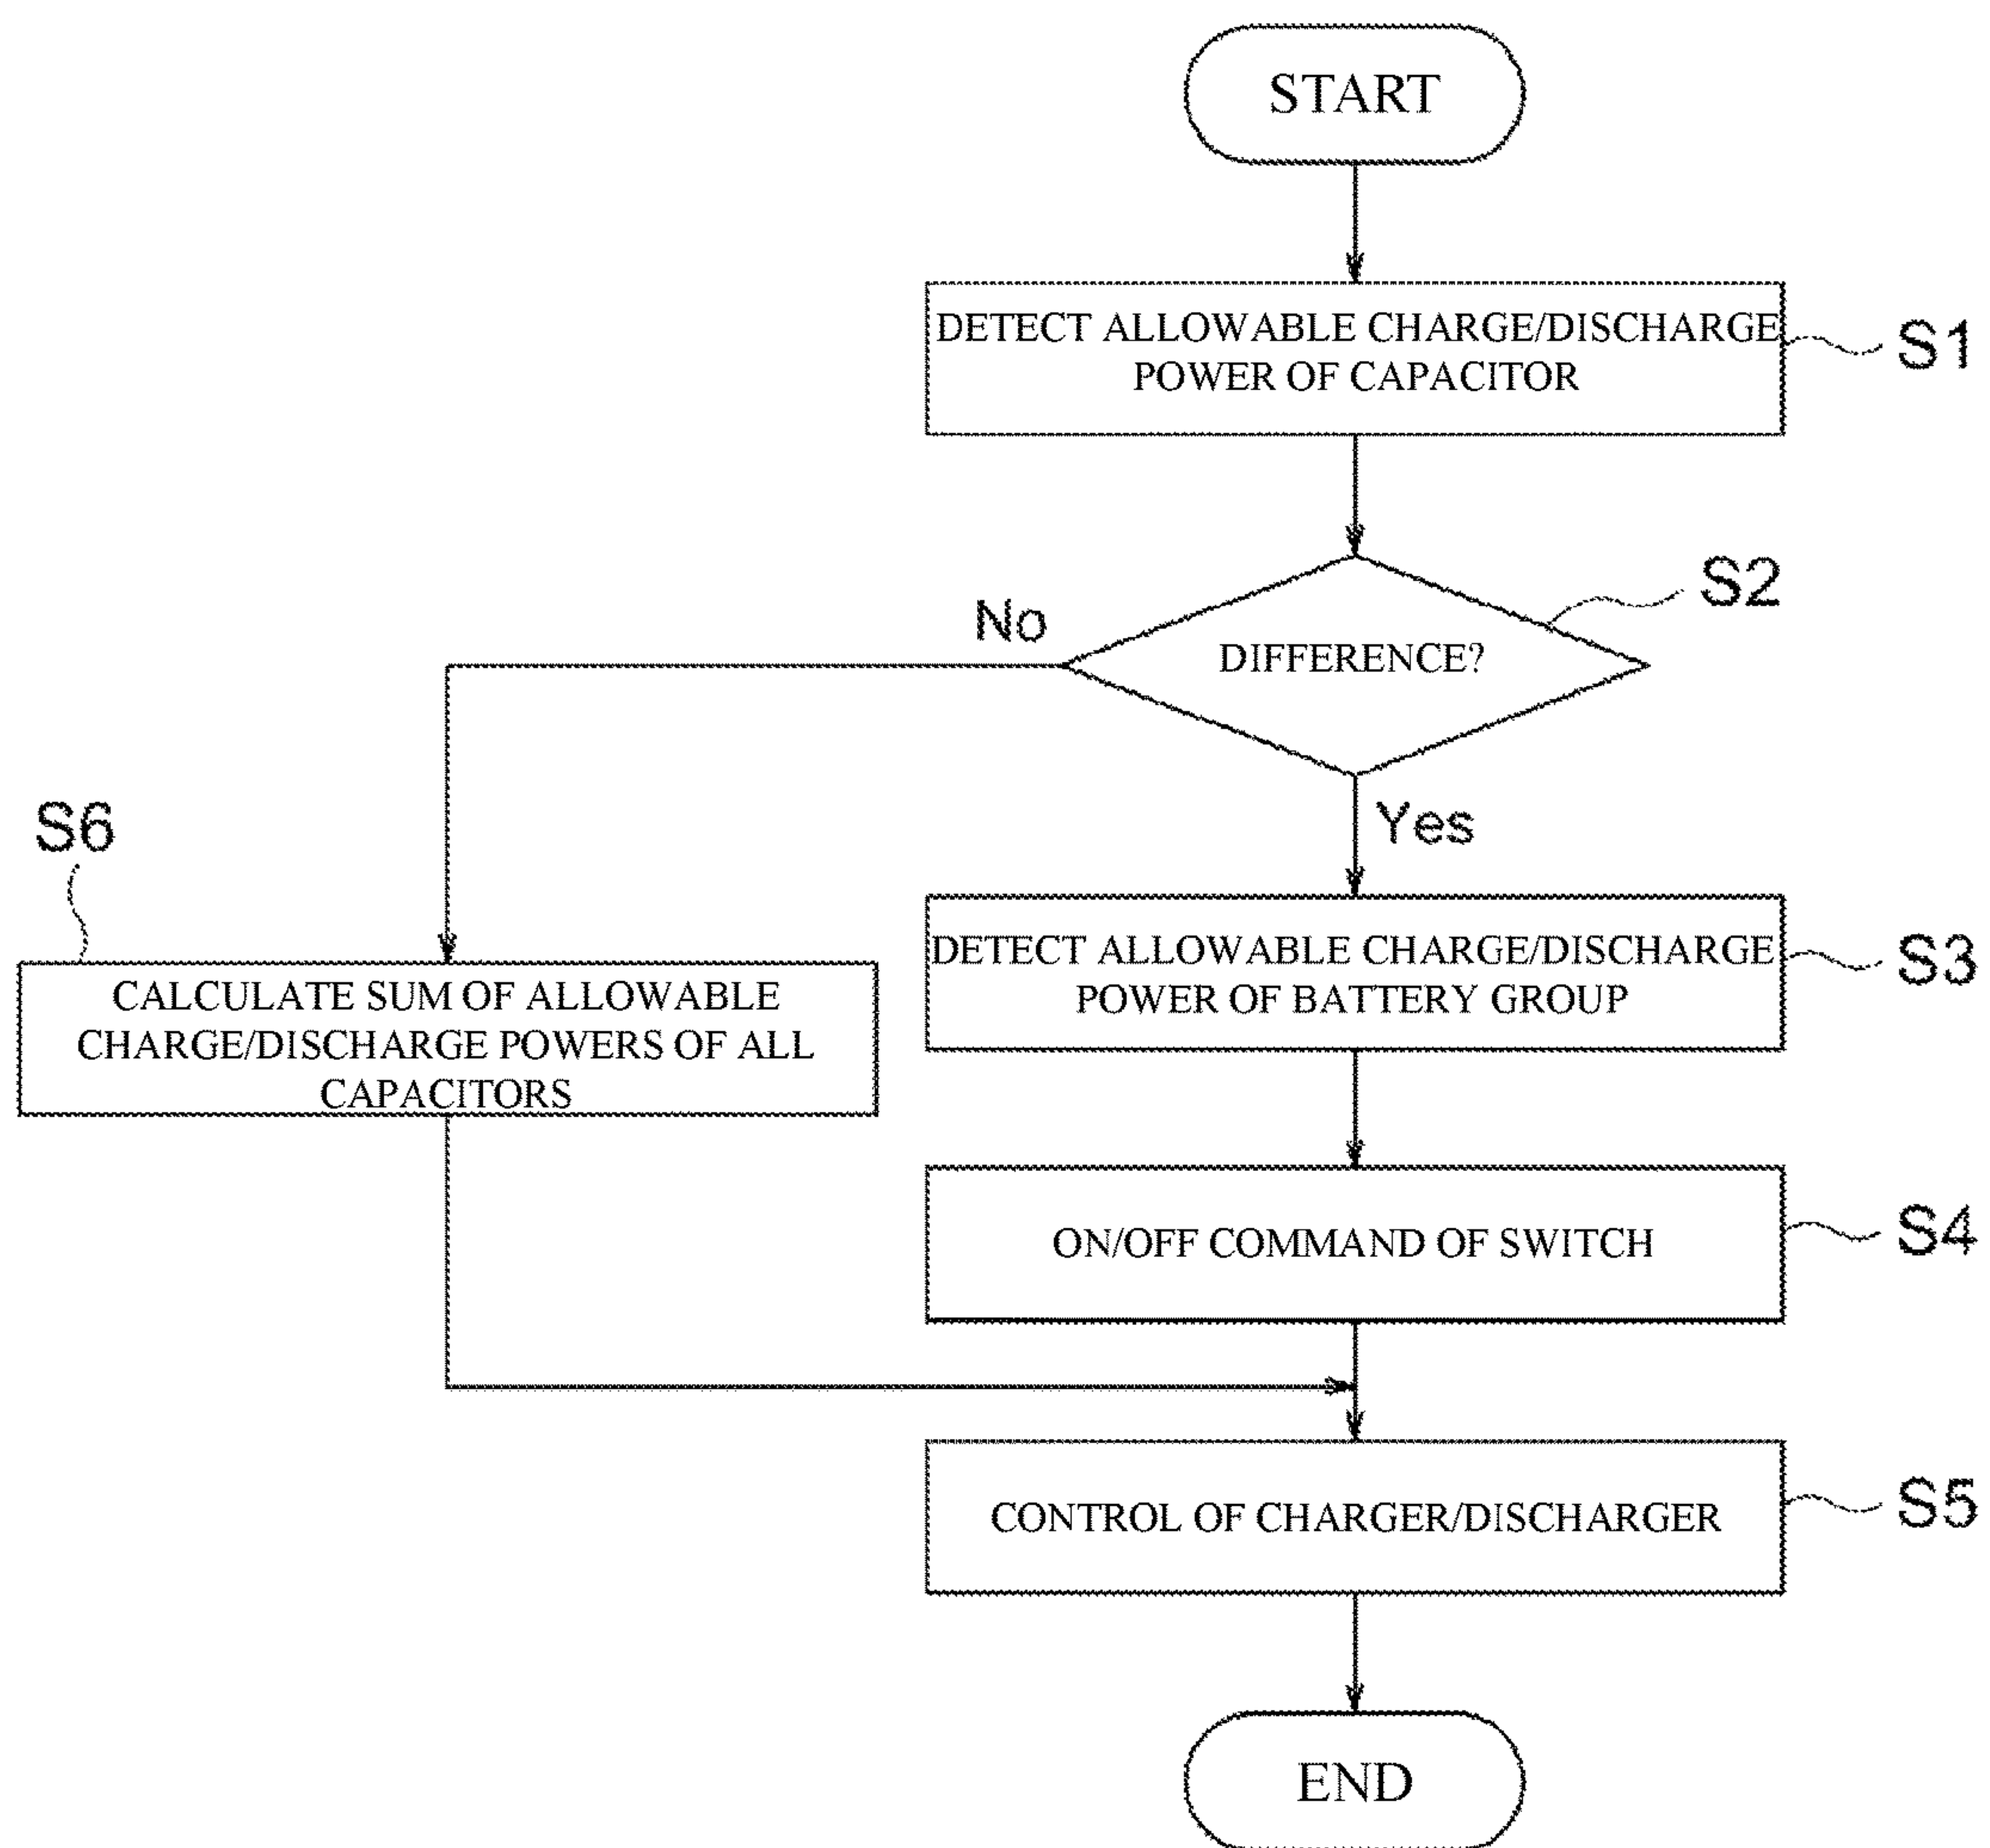 START
DETECT ALLOWABLE CHARGE/DISCHARGE
POWER OF CAPACITOR
S1
DIFFERENCE?
S2
No
Yes
S6
CALCULATE SUM OF ALLOWABLE
CHARGE/DISCHARGE POWERS OF ALL
CAPACITORS
DETECT ALLOWABLE CHARGE/DISCHARGE
POWER OF BATTERY GROUP
S3
ON/OFF COMMAND OF SWITCH
S4
CONTROL OF CHARGER/DISCHARGER
S5
END